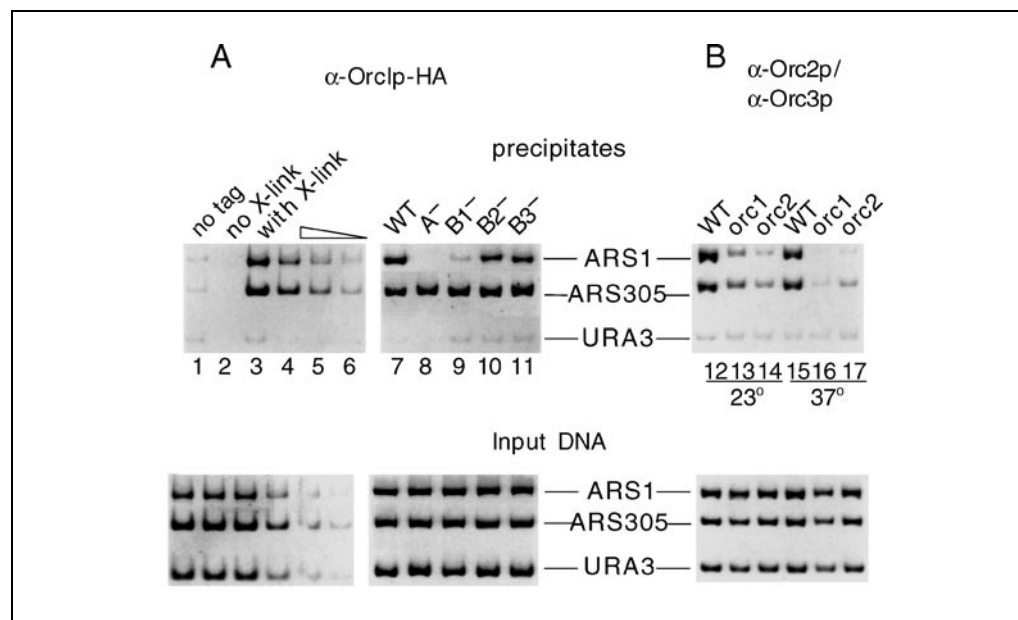 A
α-Orclp-HA
B
α-Orc2p/
α-Orc3p
precipitates
no tag
no X-link
with X-link
WT A– B1– B2– B3–
WT orc1 orc2 WT orc1 orc2
ARS1
ARS305
URA3
1 2 3 4 5 6 7 8 9 10 11
12 13 14 15 16 17
23° 37°
Input DNA
ARS1
ARS305
URA3